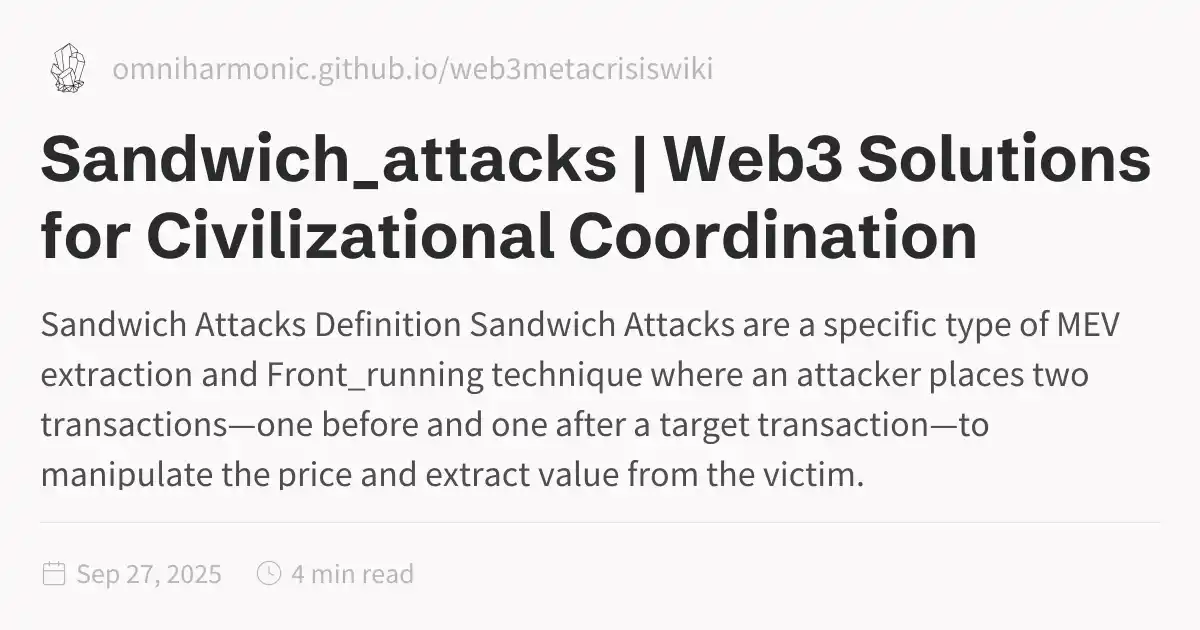 omniharmonic.github.io/web3metacrisiswiki
Sandwich_attacks | Web3 Solutions
for Civilizational Coordination
Sandwich Attacks Definition Sandwich Attacks are a specific type of MEV
extraction and Front_running technique where an attacker places two
transactions—one before and one after a target transaction—to
manipulate the price and extract value from the victim.
Sep 27, 2025 4 min read